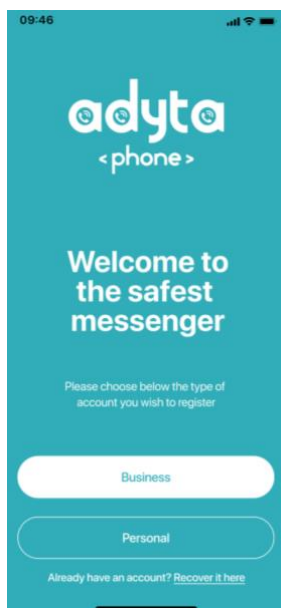 09:46
adyta
<phone>
Welcome to
the safest
messenger
Please choose below the type of
account you wish to register
Business
Personal
Already have an account? Recover it here